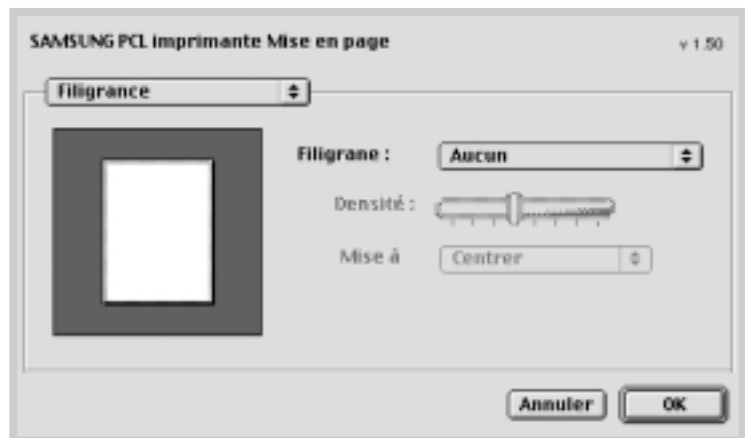 SAMSUNG PCL imprimante Mise en page v 1.50
Filigrance
Filigrane : Aucun
Densité :
Mise à Centrer
Annuler OK